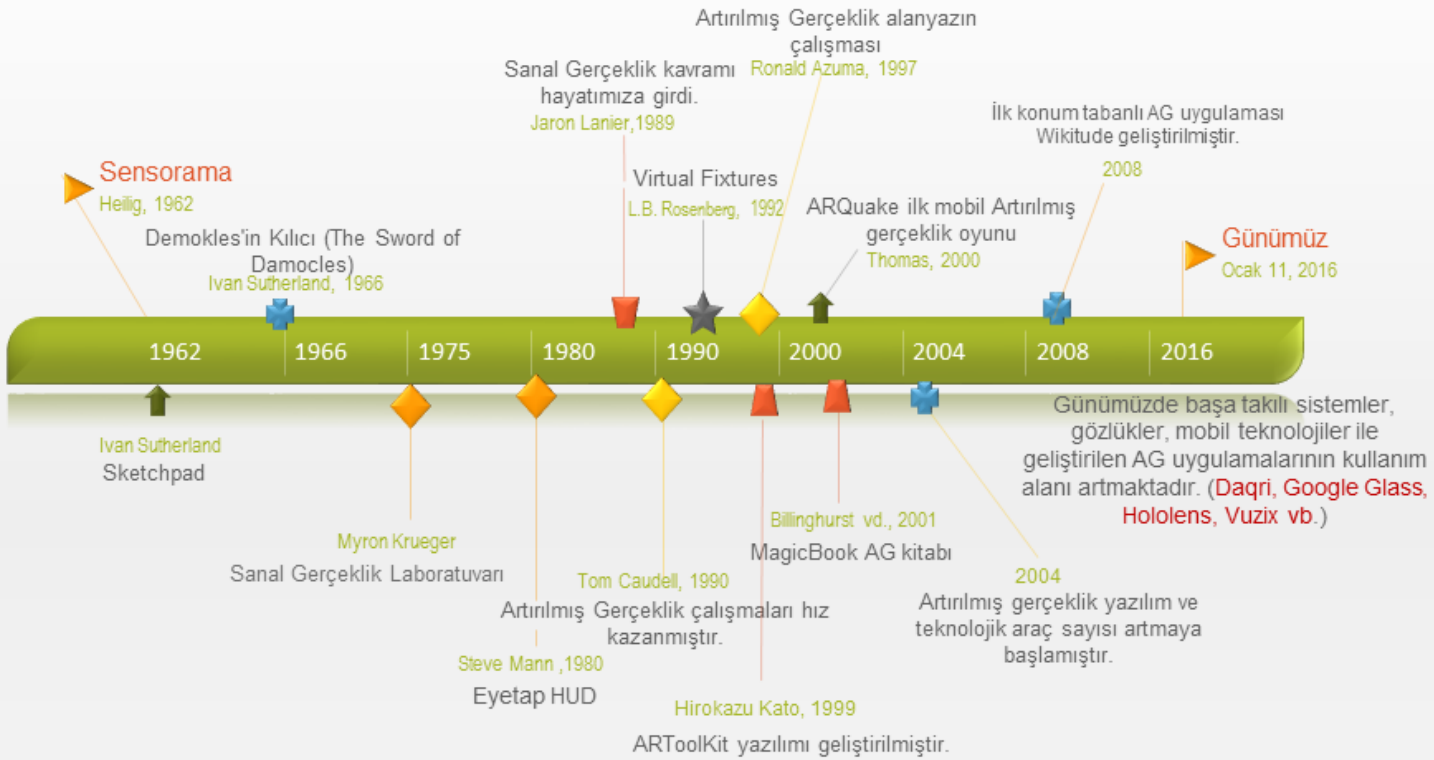 Artırılmış Gerçeklik alanyazın
çalışması
Ronald Azuma, 1997
Sanal Gerçeklik kavramı
hayatımıza girdi.
Jaron Lanier,1989
İlk konum tabanlı AG uygulaması
Wikitude geliştirilmiştir.
2008
Sensorama
Heilig, 1962
Virtual Fixtures
L.B. Rosenberg, 1992
ARQuake ilk mobil Artırılmış
gerçeklik oyunu
Thomas, 2000
Demokles'in Kılıcı (The Sword of
Damocles)
Ivan Sutherland, 1966
Günümüz
Ocak 11, 2016
1962
1966
1975
1980
1990
2000
2004
2008
2016
Ivan Sutherland
Sketchpad
Myron Krueger
Sanal Gerçeklik Laboratuvarı
Steve Mann ,1980
Eyetap HUD
Tom Caudell, 1990
Artırılmış Gerçeklik çalışmaları hız
kazanmıştır.
Hirokazu Kato, 1999
ARToolKit yazılımı geliştirilmiştir.
Billinghurst vd., 2001
MagicBook AG kitabı
2004
Artırılmış gerçeklik yazılım ve
teknolojik araç sayısı artmaya
başlamıştır.
Günümüzde başa takılı sistemler,
gözlükler, mobil teknolojiler ile
geliştirilen AG uygulamalarının kullanım
alanı artmaktadır. (Daqri, Google Glass,
Hololens, Vuzix vb.)